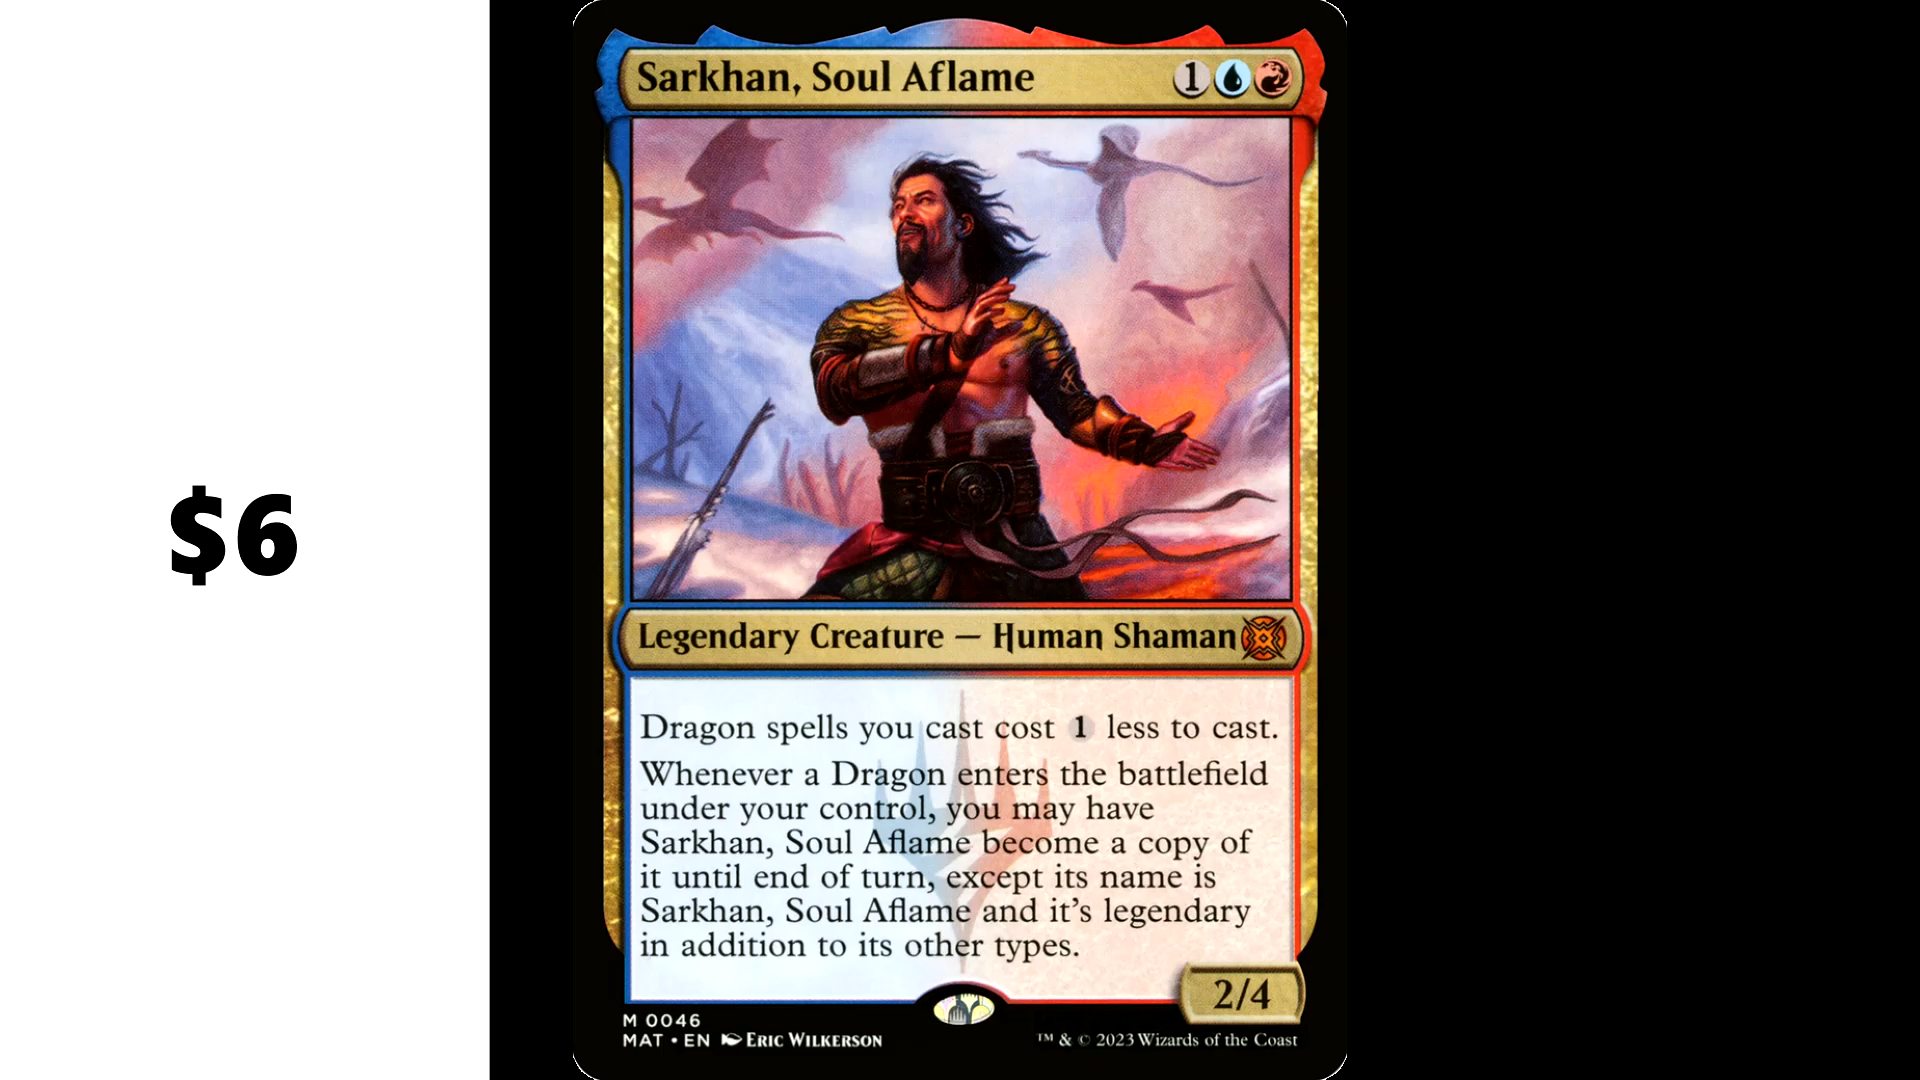 $6
Sarkhan, Soul Aflame 1
Legendary Creature — Human Shaman
Dragon spells you cast cost 1 less to cast.
Whenever a Dragon enters the battlefield
under your control, you may have
Sarkhan, Soul Aflame become a copy of
it until end of turn, except its name is
Sarkhan, Soul Aflame and it's legendary
in addition to its other types.
2/4
M 0046
MAT • EN Eric Wilkerson
™ & © 2023 Wizards of the Coast